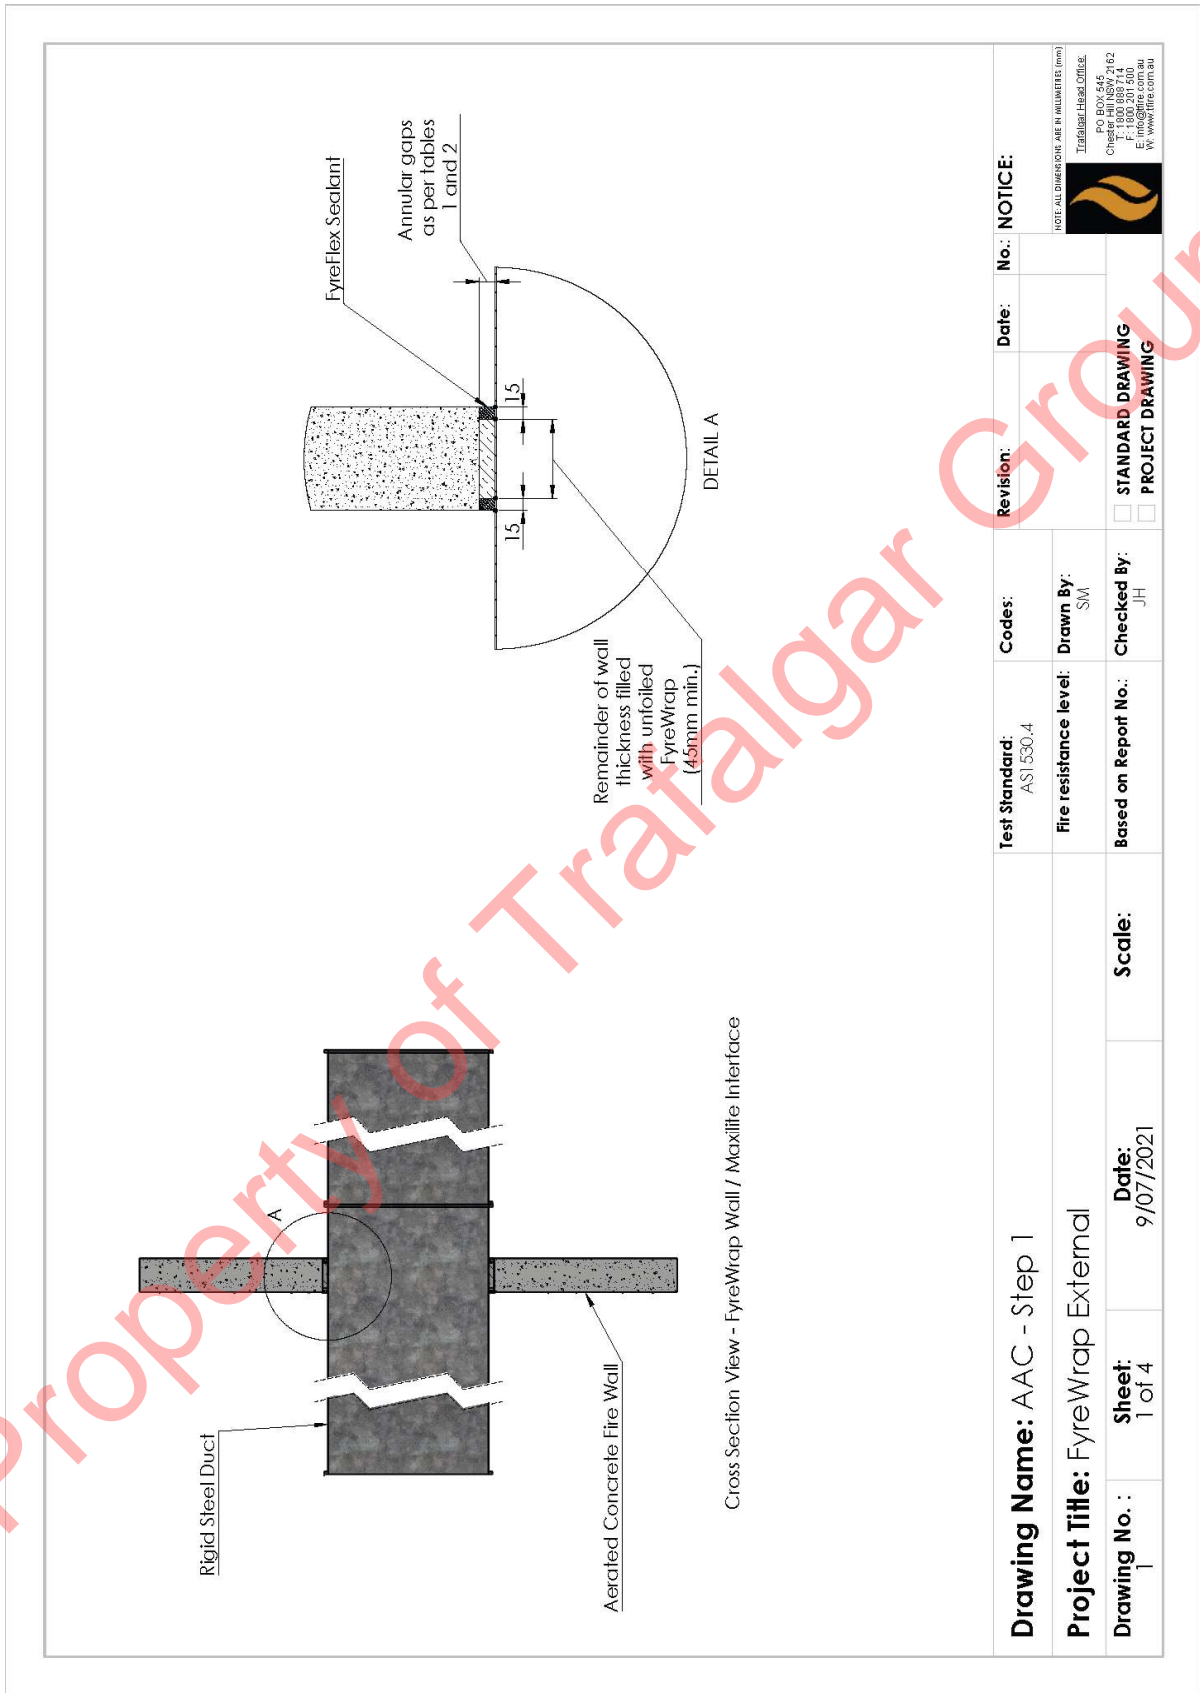 Rigid Steel Duct
A
Aerated Concrete Fire Wall
Cross Section View - FyreWrap Wall / Maxilite Interface
FyreFlex Sealant
Annular gaps
as per tables
1 and 2
15
15
Remainder of wall
thickness filled
with unfoiled
FyreWrap
(45mm min.)
DETAIL A
Property of Trafalgar Group
Drawing Name: AAC - Step 1
Project Title: FyreWrap External
Drawing No. :
1
Sheet:
1 of 4
Date:
9/07/2021
Scale:
Test Standard:
AS1530.4
Codes:
Fire resistance level:
Drawn By:
SM
Based on Report No.:
Checked By:
JH
Revision:
Date:
No.:
STANDARD DRAWING
PROJECT DRAWING
NOTICE:
NOTE: ALL DIMENSIONS ARE IN MILLIMETRES (mm)
Trafalgar Head Office:
PO BOX 545
Chester Hill NSW 2162
T: 1800 888 714
F: 1800 201 500
E: info@tfire.com.au
W: www.tfire.com.au